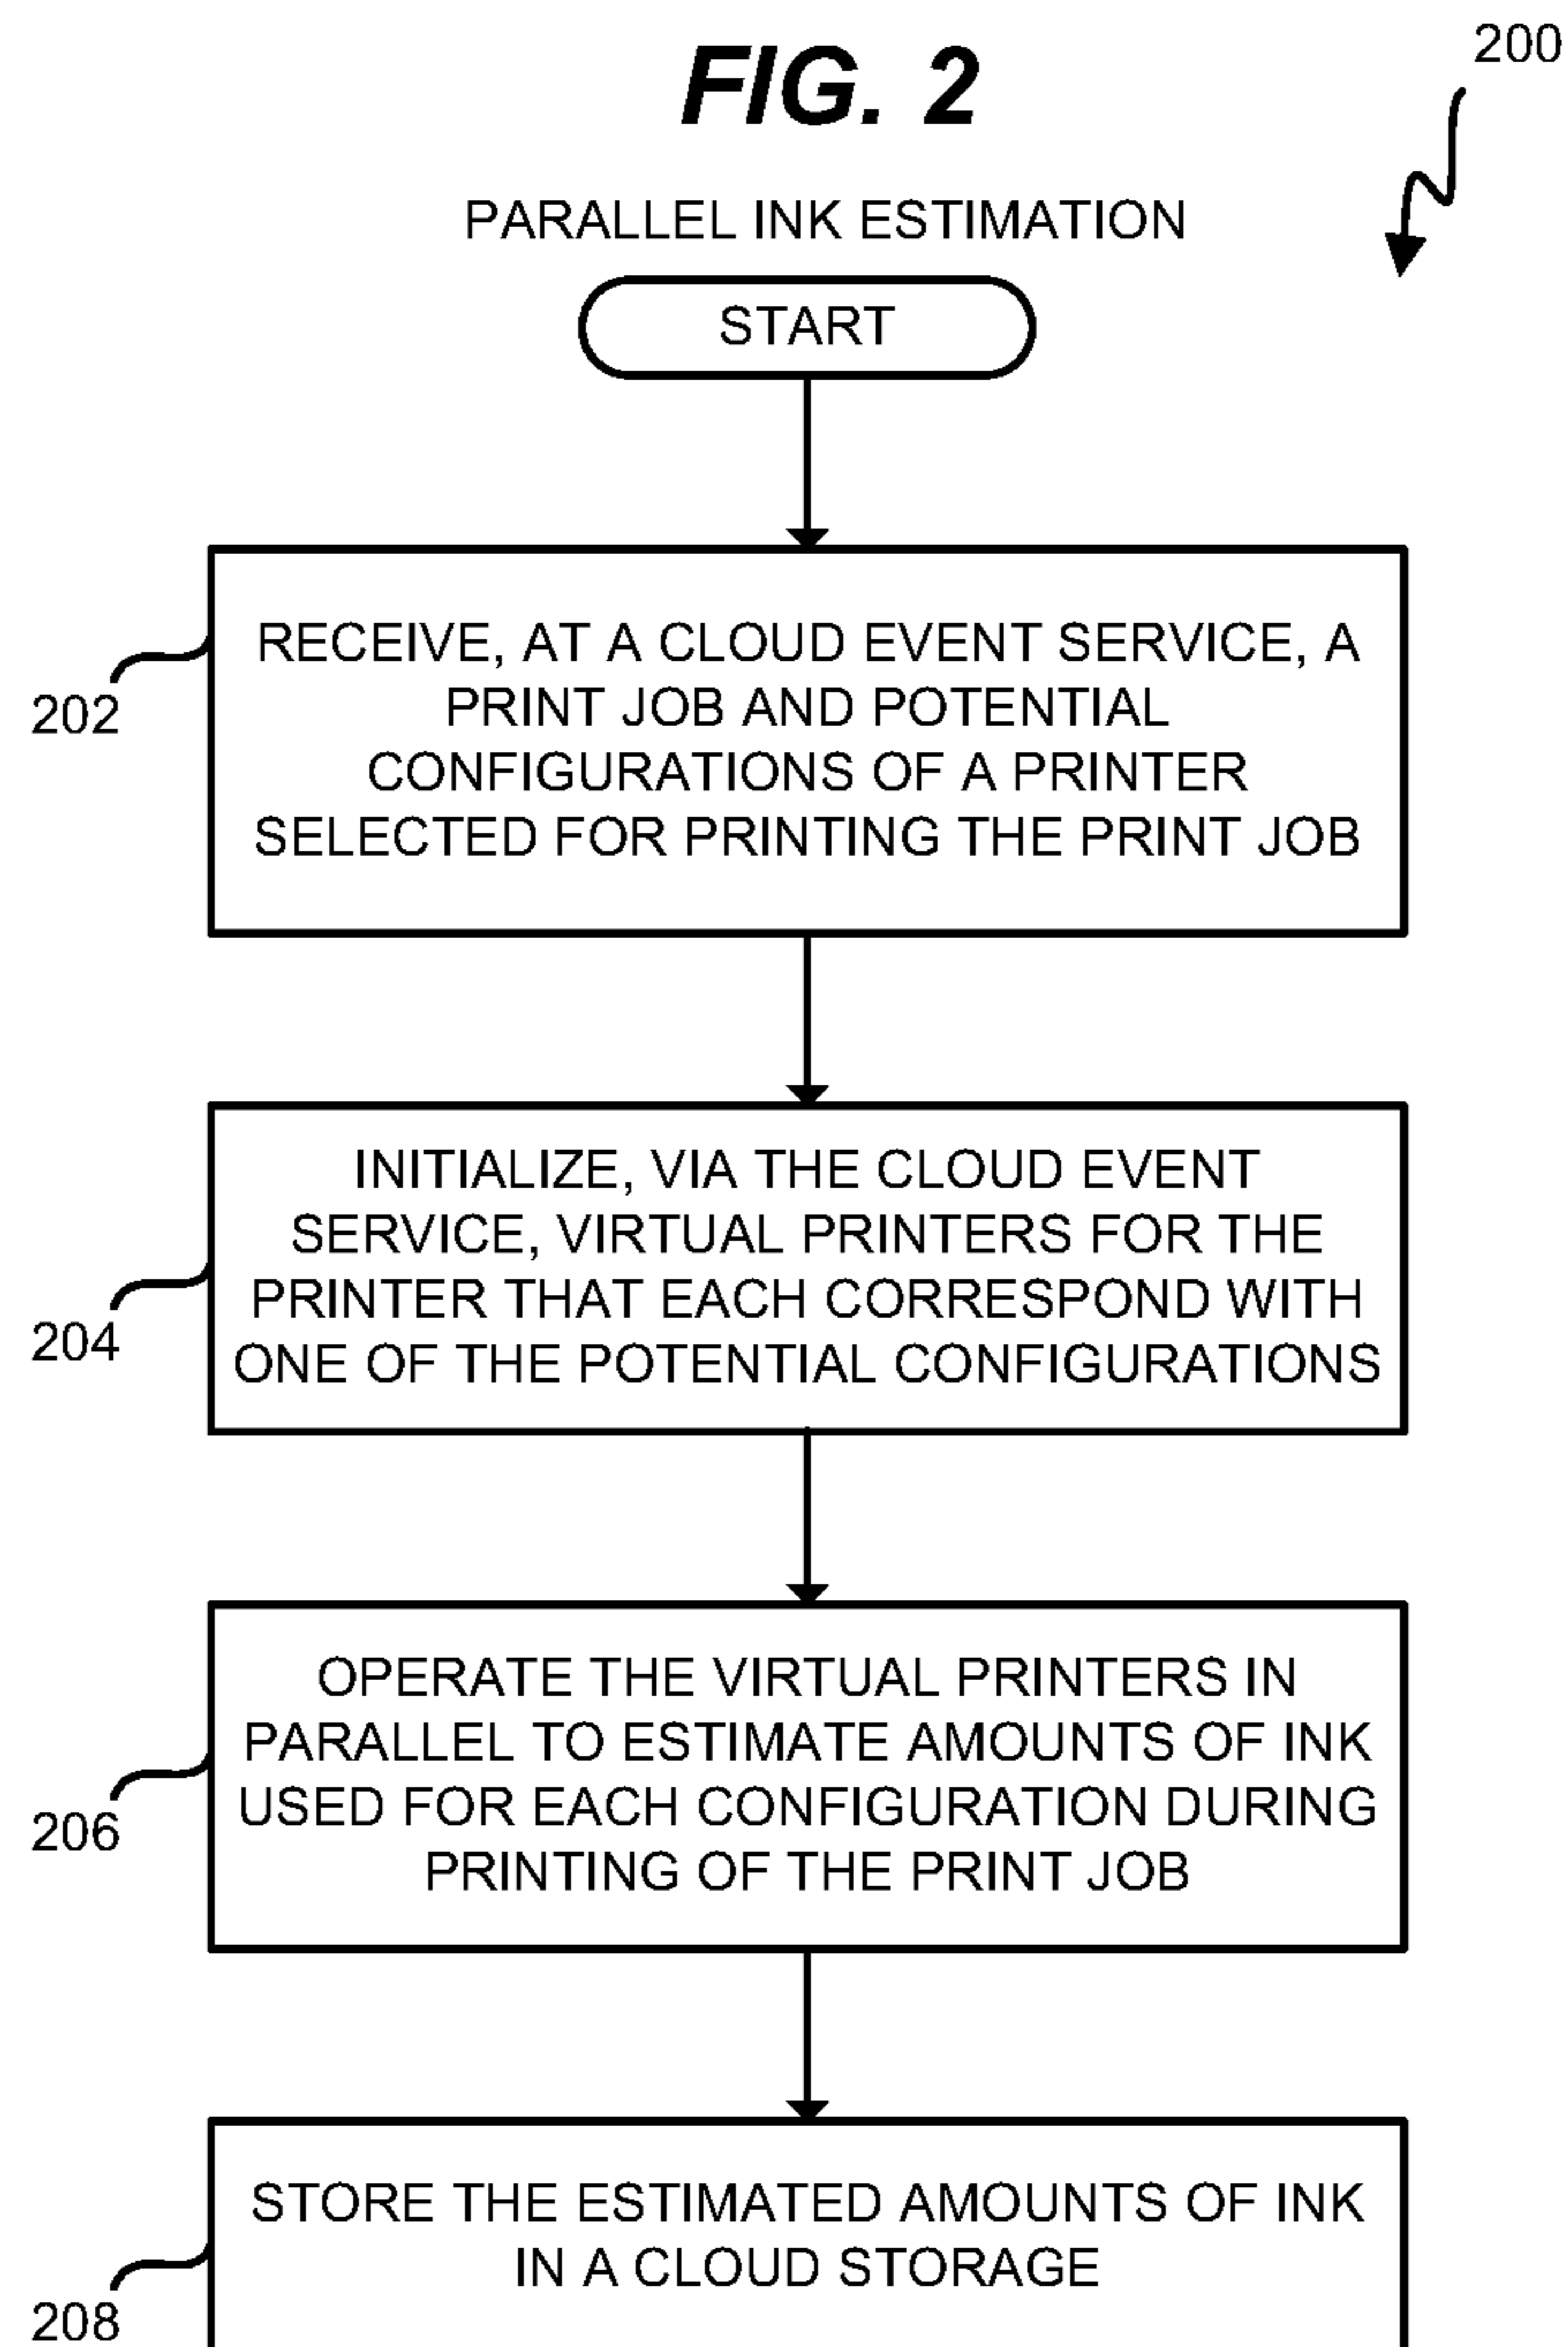 FIG. 2
200
PARALLEL INK ESTIMATION
START
RECEIVE, AT A CLOUD EVENT SERVICE, A
PRINT JOB AND POTENTIAL
CONFIGURATIONS OF A PRINTER
SELECTED FOR PRINTING THE PRINT JOB
202
INITIALIZE, VIA THE CLOUD EVENT
SERVICE, VIRTUAL PRINTERS FOR THE
PRINTER THAT EACH CORRESPOND WITH
ONE OF THE POTENTIAL CONFIGURATIONS
204
OPERATE THE VIRTUAL PRINTERS IN
PARALLEL TO ESTIMATE AMOUNTS OF INK
USED FOR EACH CONFIGURATION DURING
PRINTING OF THE PRINT JOB
206
STORE THE ESTIMATED AMOUNTS OF INK
IN A CLOUD STORAGE
208